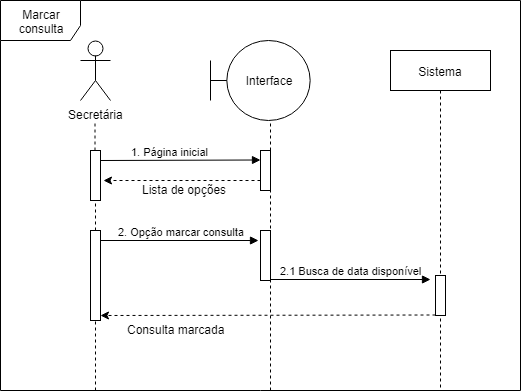 Marcar
consulta
Secretária
Interface
Sistema
1. Página inicial
Lista de opções
2. Opção marcar consulta
2.1 Busca de data disponível
Consulta marcada